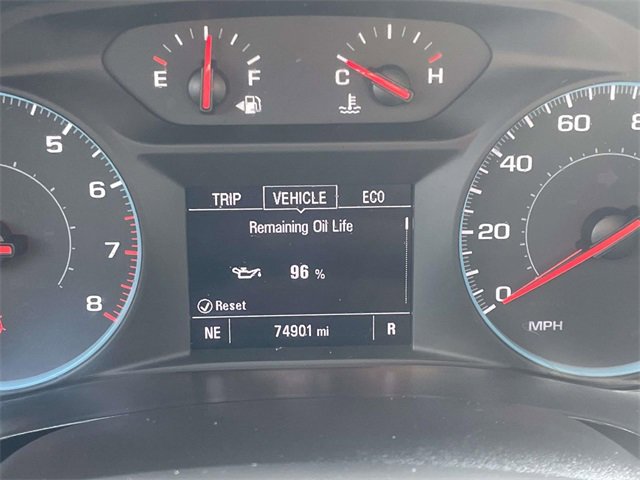 E F
C H
5
6
7
8
TRIP VEHICLE ECO
Remaining Oil Life
96 %
Reset
NE 74901 mi R
60
40
20
0
MPH